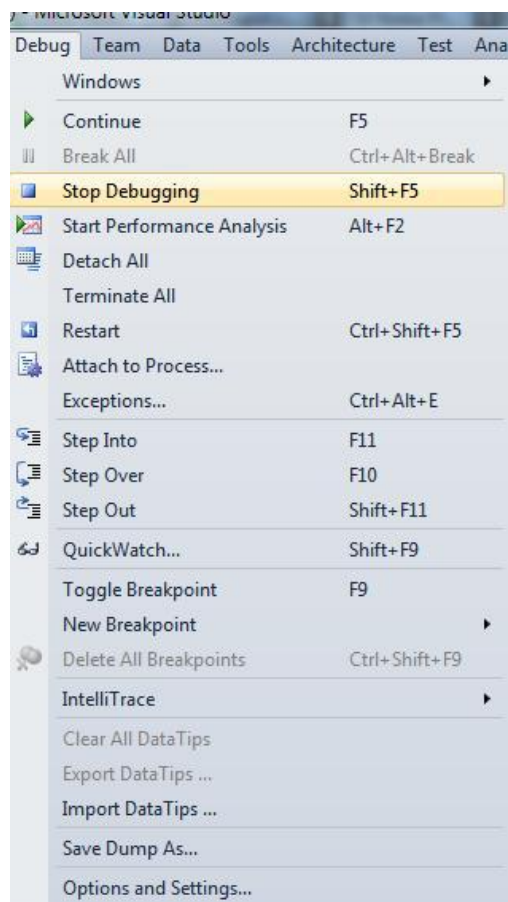 ) - Microsoft Visual Studio
Debug Team Data Tools Architecture Test Ana
Windows
Continue F5
Break All Ctrl+Alt+Break
Stop Debugging Shift+F5
Start Performance Analysis Alt+F2
Detach All
Terminate All
Restart Ctrl+Shift+F5
Attach to Process...
Exceptions... Ctrl+Alt+E
Step Into F11
Step Over F10
Step Out Shift+F11
QuickWatch... Shift+F9
Toggle Breakpoint F9
New Breakpoint
Delete All Breakpoints Ctrl+Shift+F9
IntelliTrace
Clear All DataTips
Export DataTips ...
Import DataTips ...
Save Dump As...
Options and Settings...